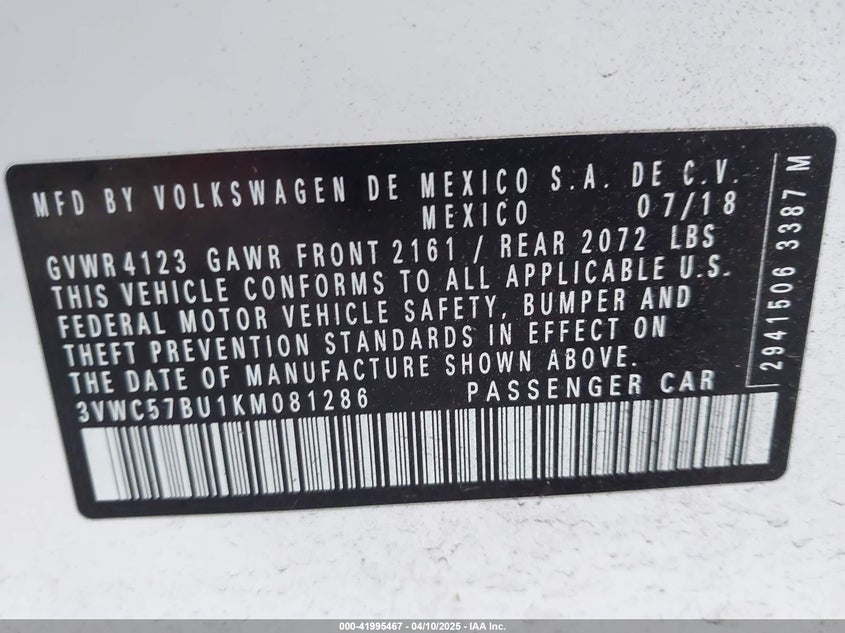 MFD BY VOLKSWAGEN DE MEXICO S.A. DE C.V.
MEXICO 07/18
GVWR 4123 GAWR FRONT 2161 / REAR 2072 LBS
THIS VEHICLE CONFORMS TO ALL APPLICABLE U.S.
FEDERAL MOTOR VEHICLE SAFETY, BUMPER AND
THEFT PREVENTION STANDARDS IN EFFECT ON
THE DATE OF MANUFACTURE SHOWN ABOVE.
3VWC57BU1KM081286 PASSENGER CAR
2941506 3387 M
000-41995467 | 04/10/2025 | IAA Inc.